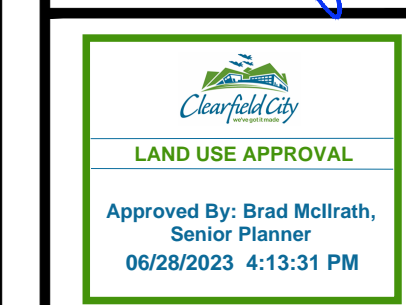 Clearfield City
we've got it made
LAND USE APPROVAL
Approved By: Brad McIlrath,
Senior Planner
06/28/2023 4:13:31 PM